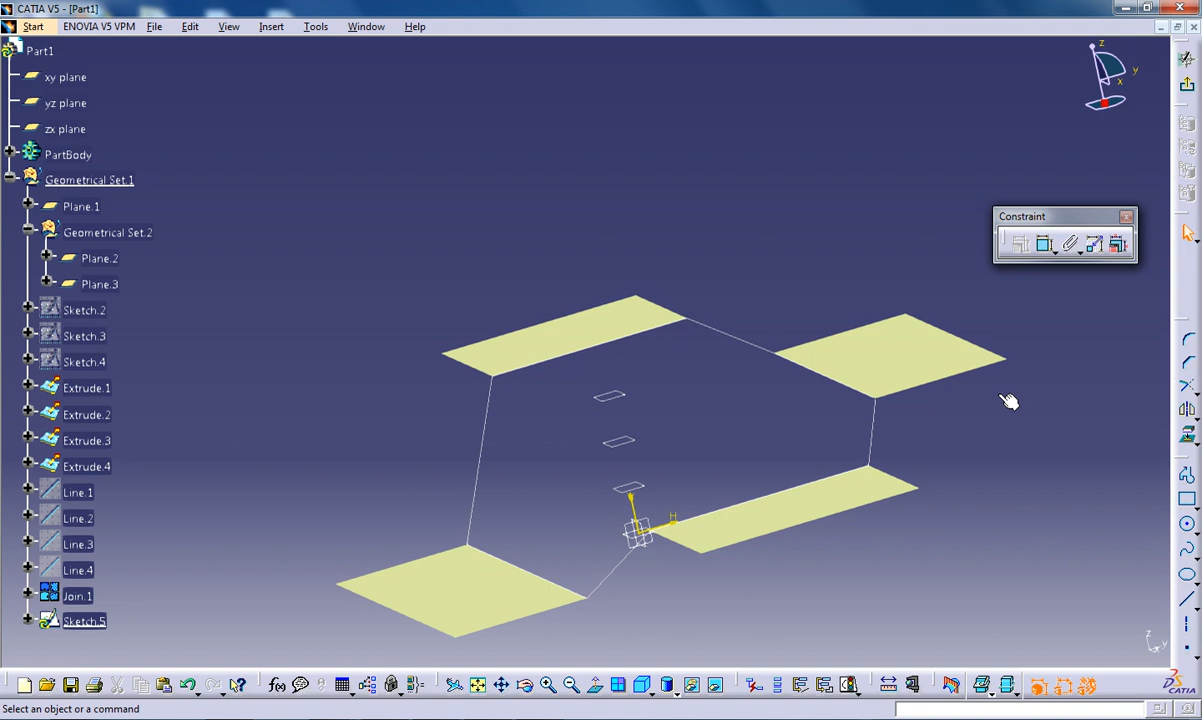 CATIA V5 - [Part1]
Start ENOVIA V5 VPM File Edit View Insert Tools Window Help
Part1
xy plane
yz plane
zx plane
PartBody
Geometrical Set.1
Plane.1
Geometrical Set.2
Plane.2
Plane.3
Sketch.2
Sketch.3
Sketch.4
Extrude.1
Extrude.2
Extrude.3
Extrude.4
Line.1
Line.2
Line.3
Line.4
Join.1
Sketch.5
z
y
x
Constraint
H
z
x y
f(x)
CATIA
Select an object or a command